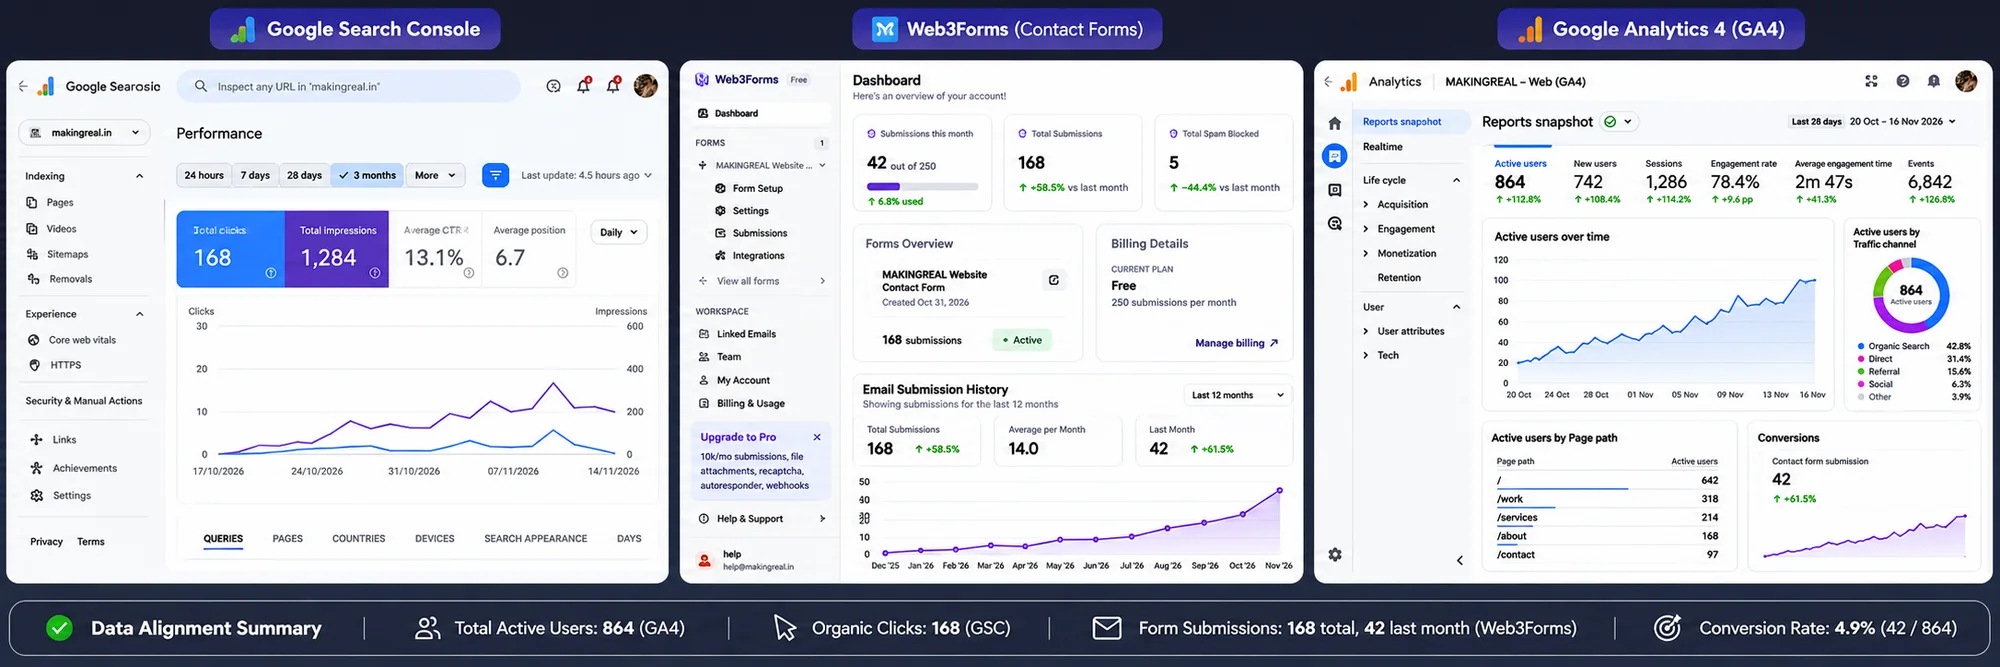 Google Search Console
Google Searosic
Inspect any URL in "makingreal.in"
makingreal.in
Indexing
Pages
Videos
Sitemaps
Removals
Experience
Core web vitals
HTTPS
Security & Manual Actions
Links
Achievements
Settings
Privacy Terms
Performance
24 hours 7 days 28 days 3 months More Last update: 4.5 hours ago
Total clicks
168
Total impressions
1,284
Average CTR
13.1%
Average position
6.7
Daily
Clicks Impressions
30 600
20 400
10 200
0 0
17/10/2026 24/10/2026 31/10/2026 07/11/2026 14/11/2026
QUERIES PAGES COUNTRIES DEVICES SEARCH APPEARANCE DAYS
Web3Forms (Contact Forms)
Web3Forms Free
Dashboard
FORMS 1
MAKINGREAL Website ...
Form Setup
Settings
Submissions
Integrations
View all forms
WORKSPACE
Linked Emails
Team
My Account
Billing & Usage
Upgrade to Pro
10k/mo submissions, file
attachments, recaptcha,
autoresponder, webhooks
Help & Support
help
help@makingreal.in
Dashboard
Here's an overview of your account!
Submissions this month
42 out of 250
↑ 6.8% used
Total Submissions
168
↑ +58.5% vs last month
Total Spam Blocked
5
↑ −44.4% vs last month
Forms Overview
MAKINGREAL Website
Contact Form
Created Oct 31, 2026
168 submissions
Active
Billing Details
CURRENT PLAN
Free
250 submissions per month
Manage billing ↗
Email Submission History
Showing submissions for the last 12 months
Last 12 months
Total Submissions
168 ↑ +58.5%
Average per Month
14.0
Last Month
42 ↑ +61.5%
50
40
20
10
0
Dec '25 Jan '26 Feb '26 Mar '26 Apr '26 May '26 Jun '26 Jul '26 Aug '26 Sep '26 Oct '26 Nov '26
Google Analytics 4 (GA4)
Analytics MAKINGREAL – Web (GA4)
Reports snapshot
Realtime
Life cycle
Acquisition
Engagement
Monetization
Retention
User
User attributes
Tech
Reports snapshot
Last 28 days 20 Oct – 16 Nov 2026
Active users
864
↑ +112.8%
New users
742
↑ +108.4%
Sessions
1,286
↑ +114.2%
Engagement rate
78.4%
↑ +9.6 pp
Average engagement time
2m 47s
↑ +41.3%
Events
6,842
↑ +126.8%
Active users over time
120
100
80
60
40
20
0
20 Oct 24 Oct 28 Oct 01 Nov 05 Nov 09 Nov 13 Nov 16 Nov
Active users by
Traffic channel
864
Active users
Organic Search 42.8%
Direct 31.4%
Referral 15.6%
Social 6.3%
Other 3.9%
Active users by Page path
Page path Active users
/ 642
/work 318
/services 214
/about 168
/contact 97
Conversions
Contact form submission
42
↑ +61.5%
Data Alignment Summary
Total Active Users: 864 (GA4)
Organic Clicks: 168 (GSC)
Form Submissions: 168 total, 42 last month (Web3Forms)
Conversion Rate: 4.9% (42 / 864)